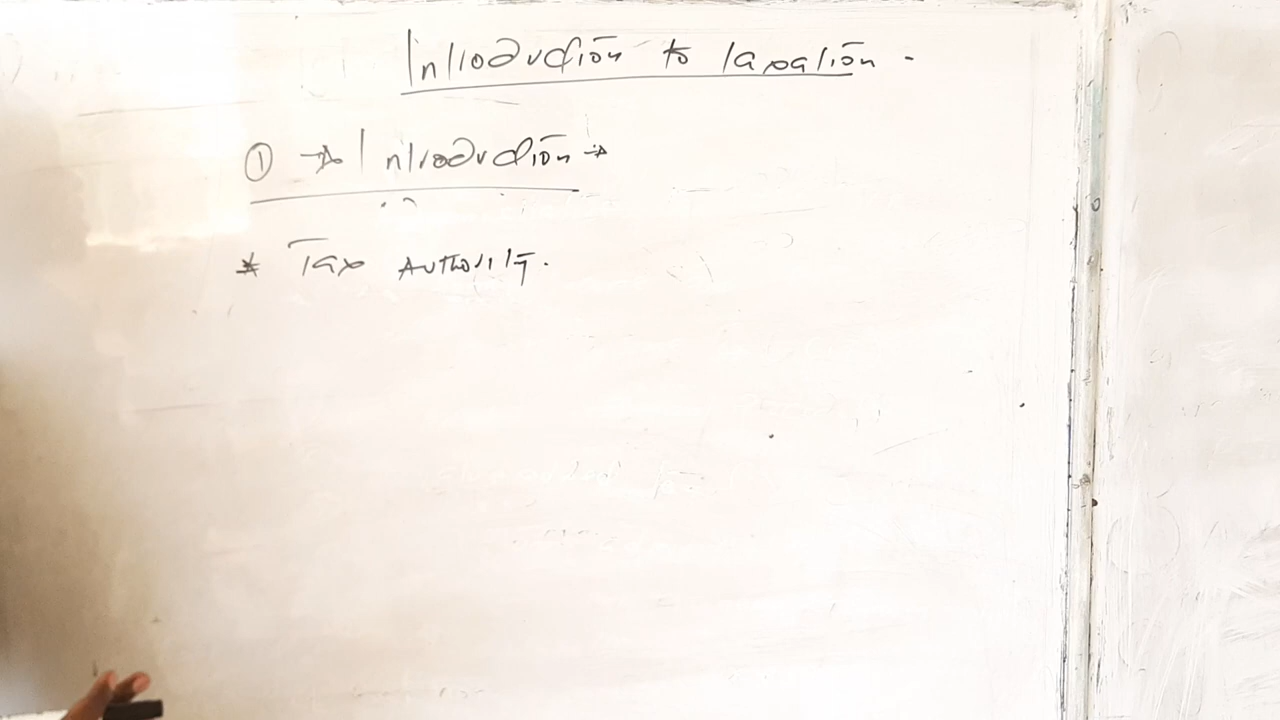 Introduction to Taxation -
① → Introduction →
* Tax Authority.